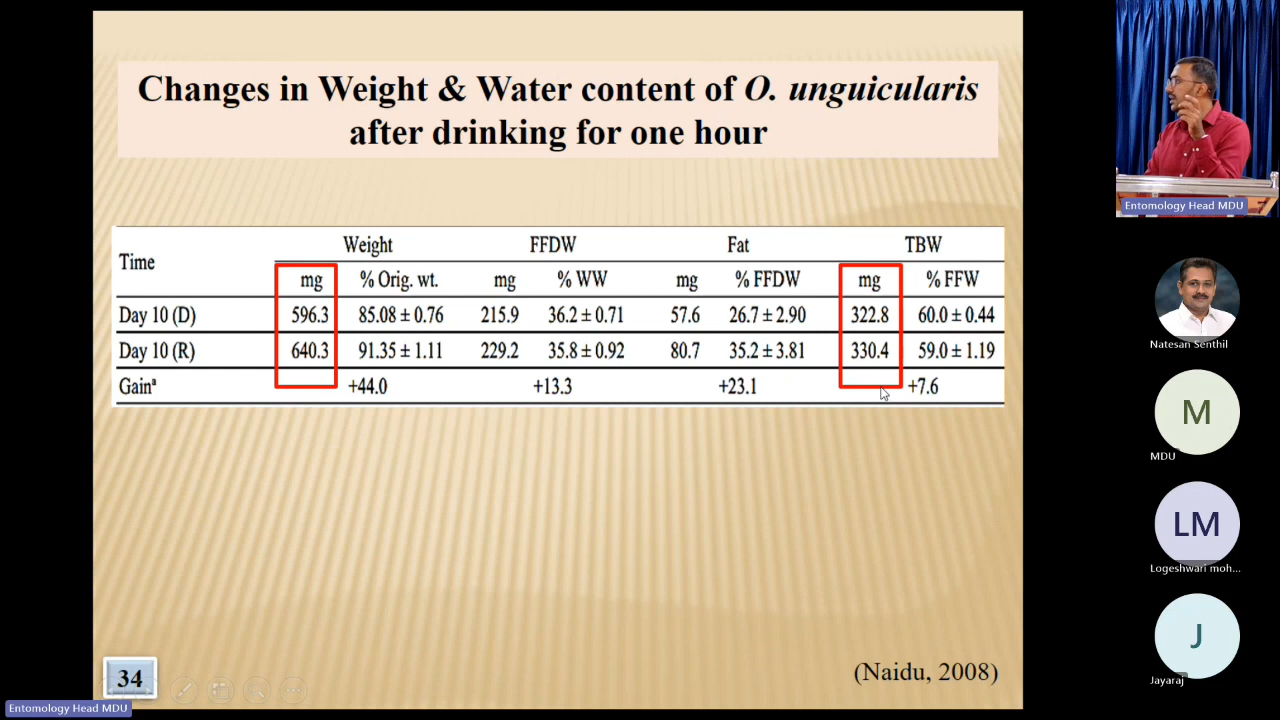 Changes in Weight & Water content of O. unguicularis
after drinking for one hour
Time Weight FFDW Fat TBW
mg % Orig. wt. mg % WW mg % FFDW mg % FFW
Day 10 (D) 596.3 85.08 ± 0.76 215.9 36.2 ± 0.71 57.6 26.7 ± 2.90 322.8 60.0 ± 0.44
Day 10 (R) 640.3 91.35 ± 1.11 229.2 35.8 ± 0.92 80.7 35.2 ± 3.81 330.4 59.0 ± 1.19
Gainᵃ +44.0 +13.3 +23.1 +7.6
34
(Naidu, 2008)
Entomology Head MDU
Entomology Head MDU
Natesan Senthil
M
MDU
LM
Logeshwari moh...
J
Jayaraj